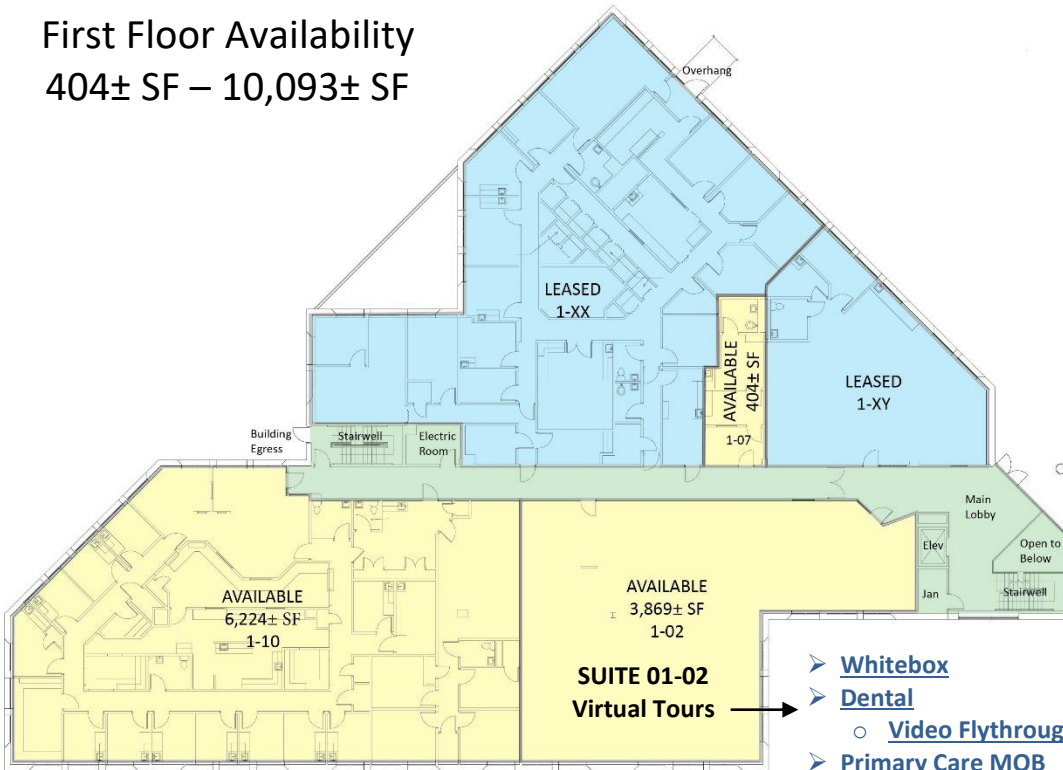 First Floor Availability
404± SF – 10,093± SF
Overhang
LEASED
1-XX
AVAILABLE
404± SF
1-07
LEASED
1-XY
Building
Egress
Stairwell
Electric
Room
Main
Lobby
Elev
Open to
Below
Jan
Stairwell
AVAILABLE
6,224± SF
1-10
AVAILABLE
3,869± SF
1-02
SUITE 01-02
Virtual Tours
➢ Whitebox
➢ Dental
o Video Flythroug
➢ Primary Care MOB